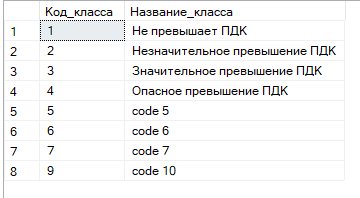 Код_класса Название_класса
1 1 Не превышает ПДК
2 2 Незначительное превышение ПДК
3 3 Значительное превышение ПДК
4 4 Опасное превышение ПДК
5 5 code 5
6 6 code 6
7 7 code 7
8 9 code 10